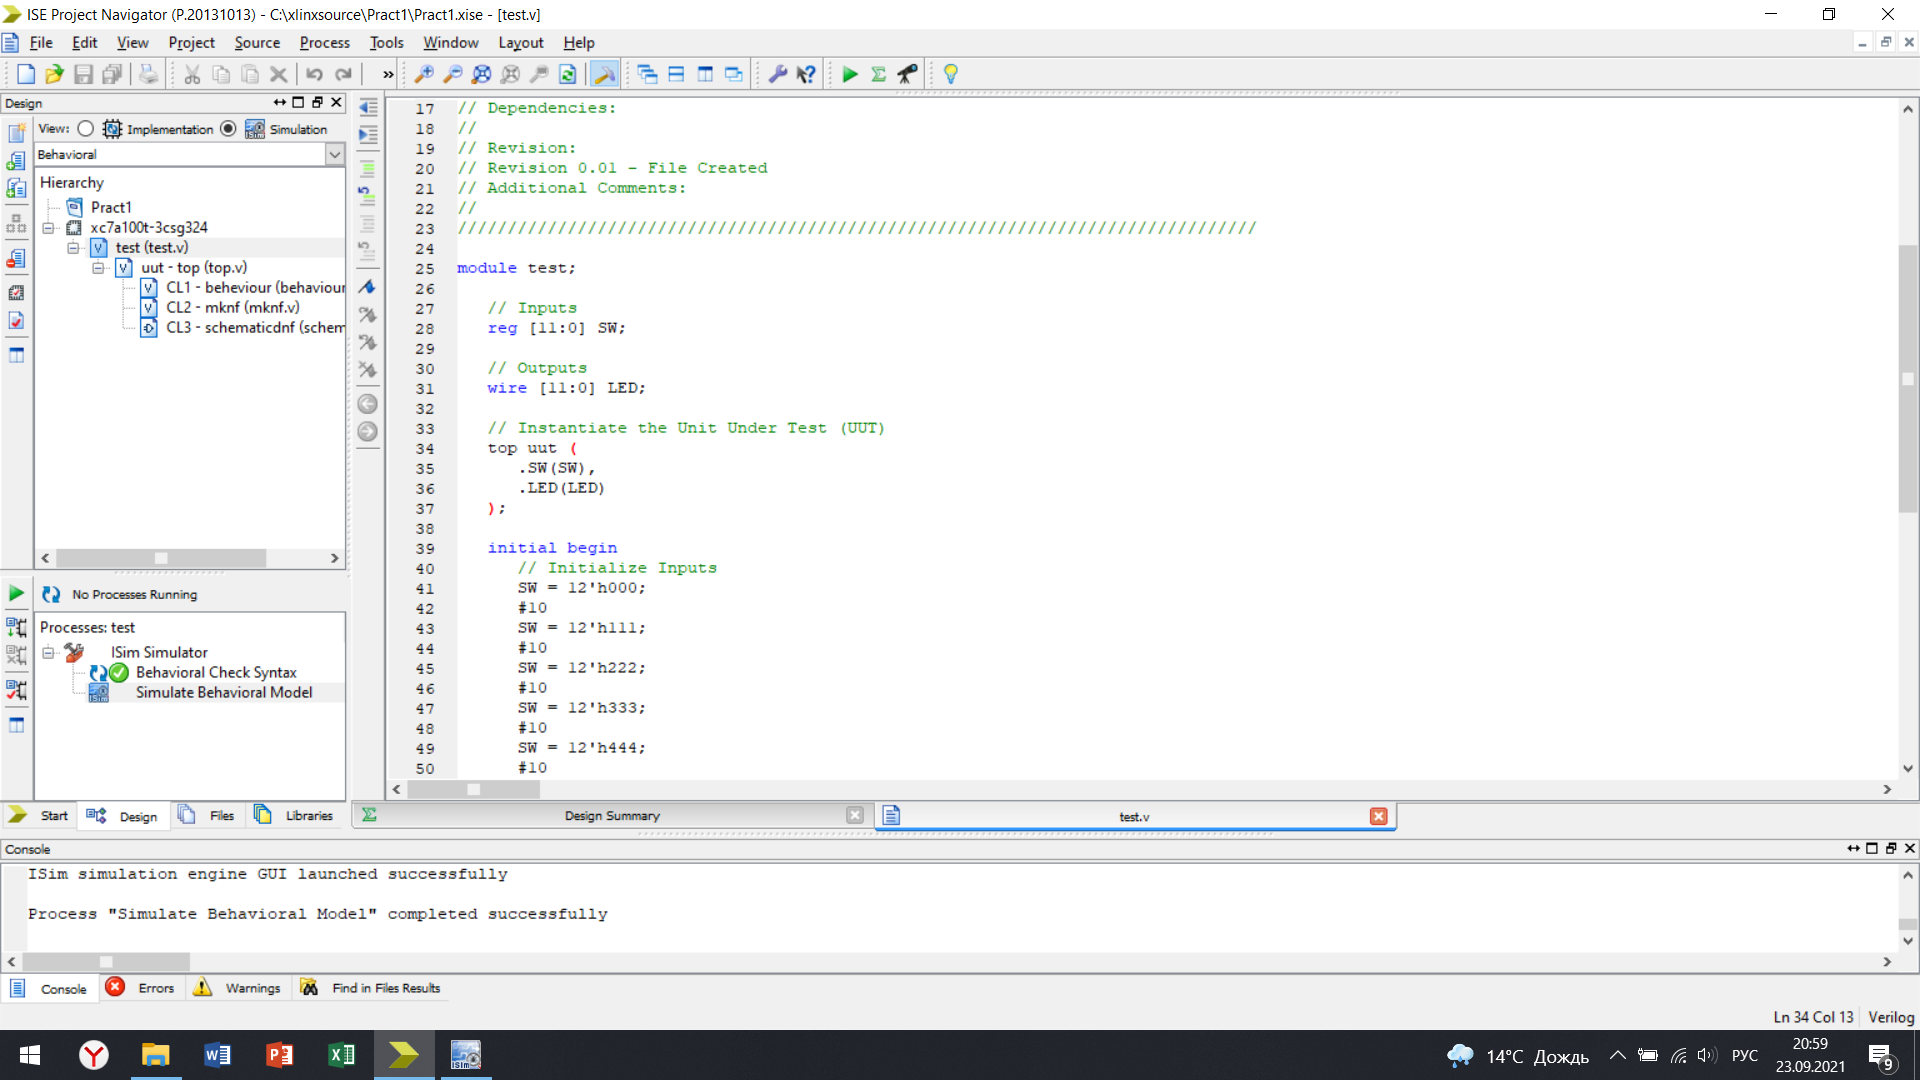 ISE Project Navigator (P.20131013) - C:\xlinxsource\Pract1\Pract1.xise - [test.v]
File Edit View Project Source Process Tools Window Layout Help
»
Design
View: Implementation Simulation
Behavioral
Hierarchy
Pract1
xc7a100t-3csg324
test (test.v)
uut - top (top.v)
CL1 - beheviour (behaviour
CL2 - mknf (mknf.v)
CL3 - schematicdnf (schem
No Processes Running
Processes: test
ISim Simulator
Behavioral Check Syntax
Simulate Behavioral Model
Start Design Files Libraries
17 // Dependencies:
18 //
19 // Revision:
20 // Revision 0.01 - File Created
21 // Additional Comments:
22 //
23 ////////////////////////////////////////////////////////////////////////////////
24
25 module test;
26
27 // Inputs
28 reg [11:0] SW;
29
30 // Outputs
31 wire [11:0] LED;
32
33 // Instantiate the Unit Under Test (UUT)
34 top uut (
35 .SW(SW),
36 .LED(LED)
37 );
38
39 initial begin
40 // Initialize Inputs
41 SW = 12'h000;
42 #10
43 SW = 12'h111;
44 #10
45 SW = 12'h222;
46 #10
47 SW = 12'h333;
48 #10
49 SW = 12'h444;
50 #10
Design Summary test.v
Console
ISim simulation engine GUI launched successfully
Process "Simulate Behavioral Model" completed successfully
Console Errors Warnings Find in Files Results
Ln 34 Col 13 Verilog
14°C Дождь РУС 20:59
23.09.2021
9